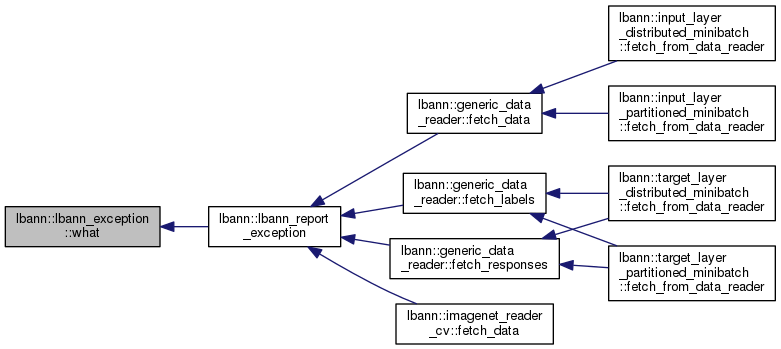 lbann::lbann_exception
::what
lbann::lbann_report
_exception
lbann::generic_data
_reader::fetch_data
lbann::generic_data
_reader::fetch_labels
lbann::generic_data
_reader::fetch_responses
lbann::imagenet_reader
_cv::fetch_data
lbann::input_layer
_distributed_minibatch
::fetch_from_data_reader
lbann::input_layer
_partitioned_minibatch
::fetch_from_data_reader
lbann::target_layer
_distributed_minibatch
::fetch_from_data_reader
lbann::target_layer
_partitioned_minibatch
::fetch_from_data_reader